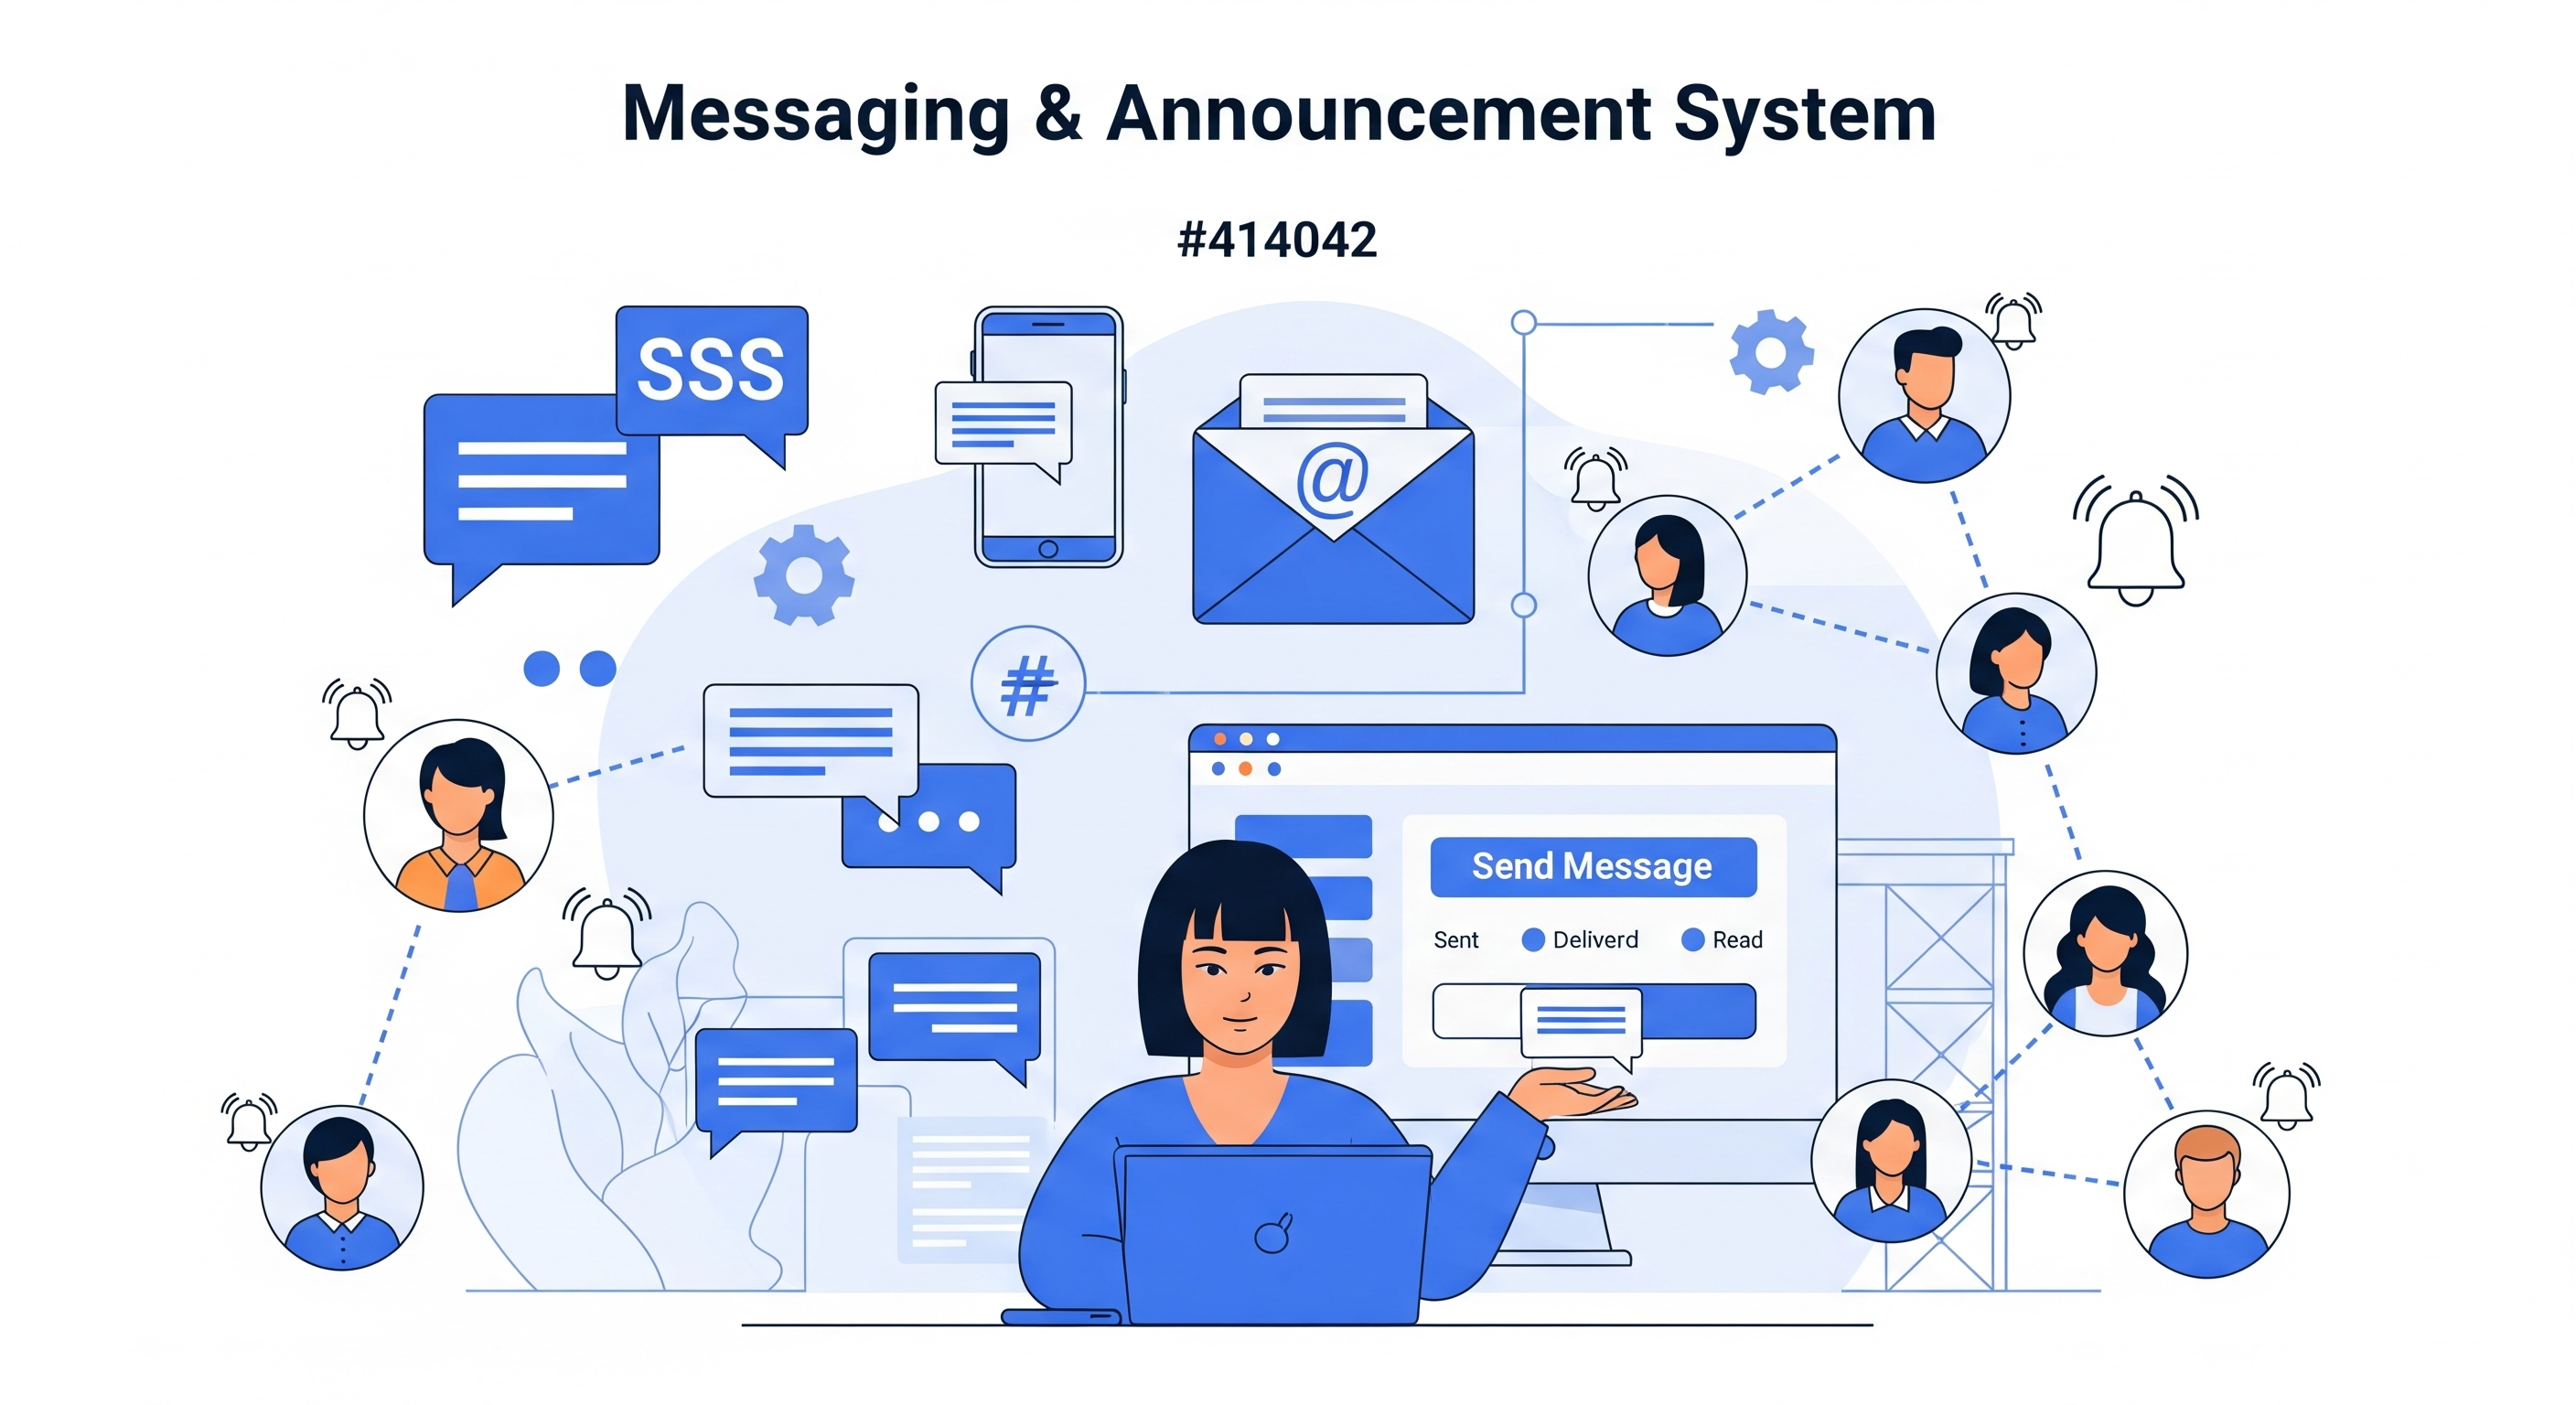 Messaging & Announcement System
#414042
SSS
@
#
Send Message
Sent Deliverd Read